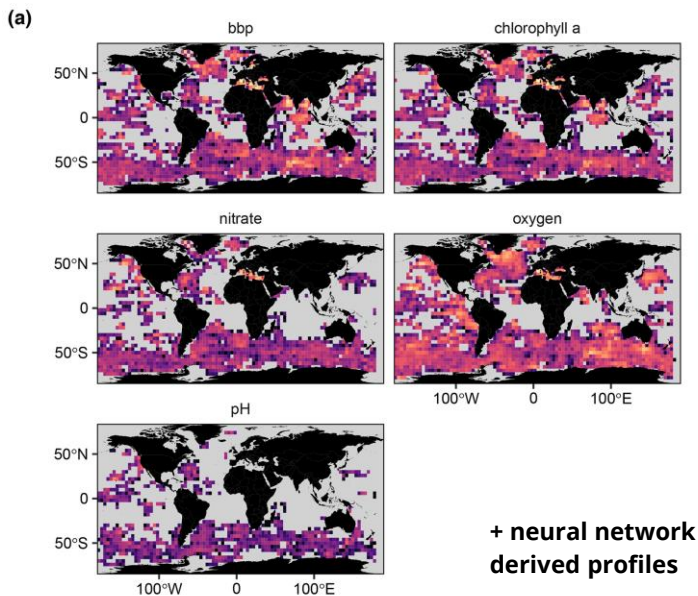 (a)
bbp
chlorophyll a
50°N
0
50°S
nitrate
oxygen
50°N
0
50°S
100°W
0
100°E
pH
50°N
0
50°S
100°W
0
100°E
+ neural network
derived profiles